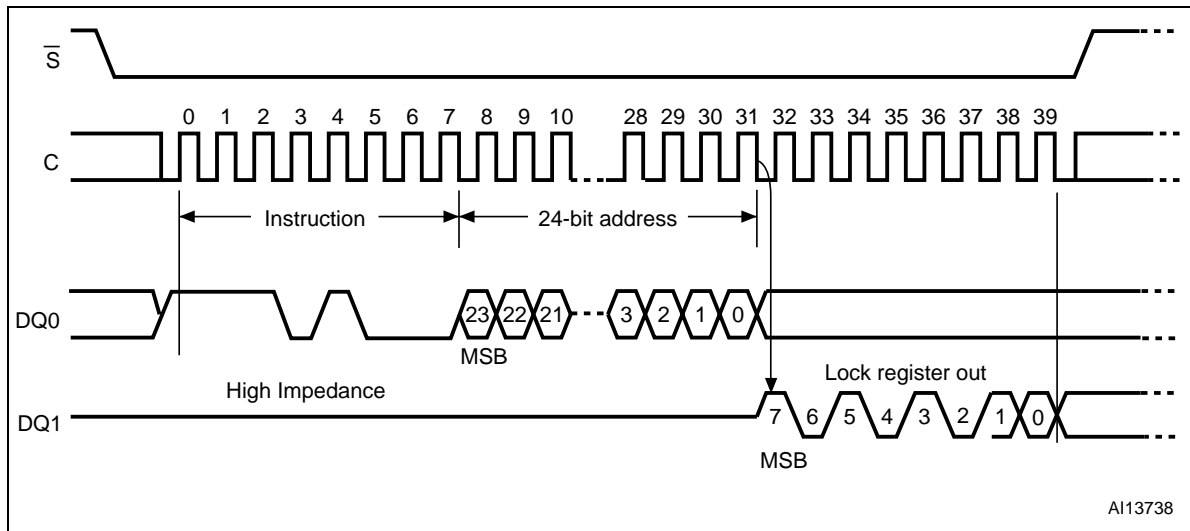 S
0 1 2 3 4 5 6 7 8 9 10 28 29 30 31 32 33 34 35 36 37 38 39
C
Instruction 24-bit address
DQ0 23 22 21 3 2 1 0
MSB
High Impedance Lock register out
DQ1 7 6 5 4 3 2 1 0
MSB
AI13738